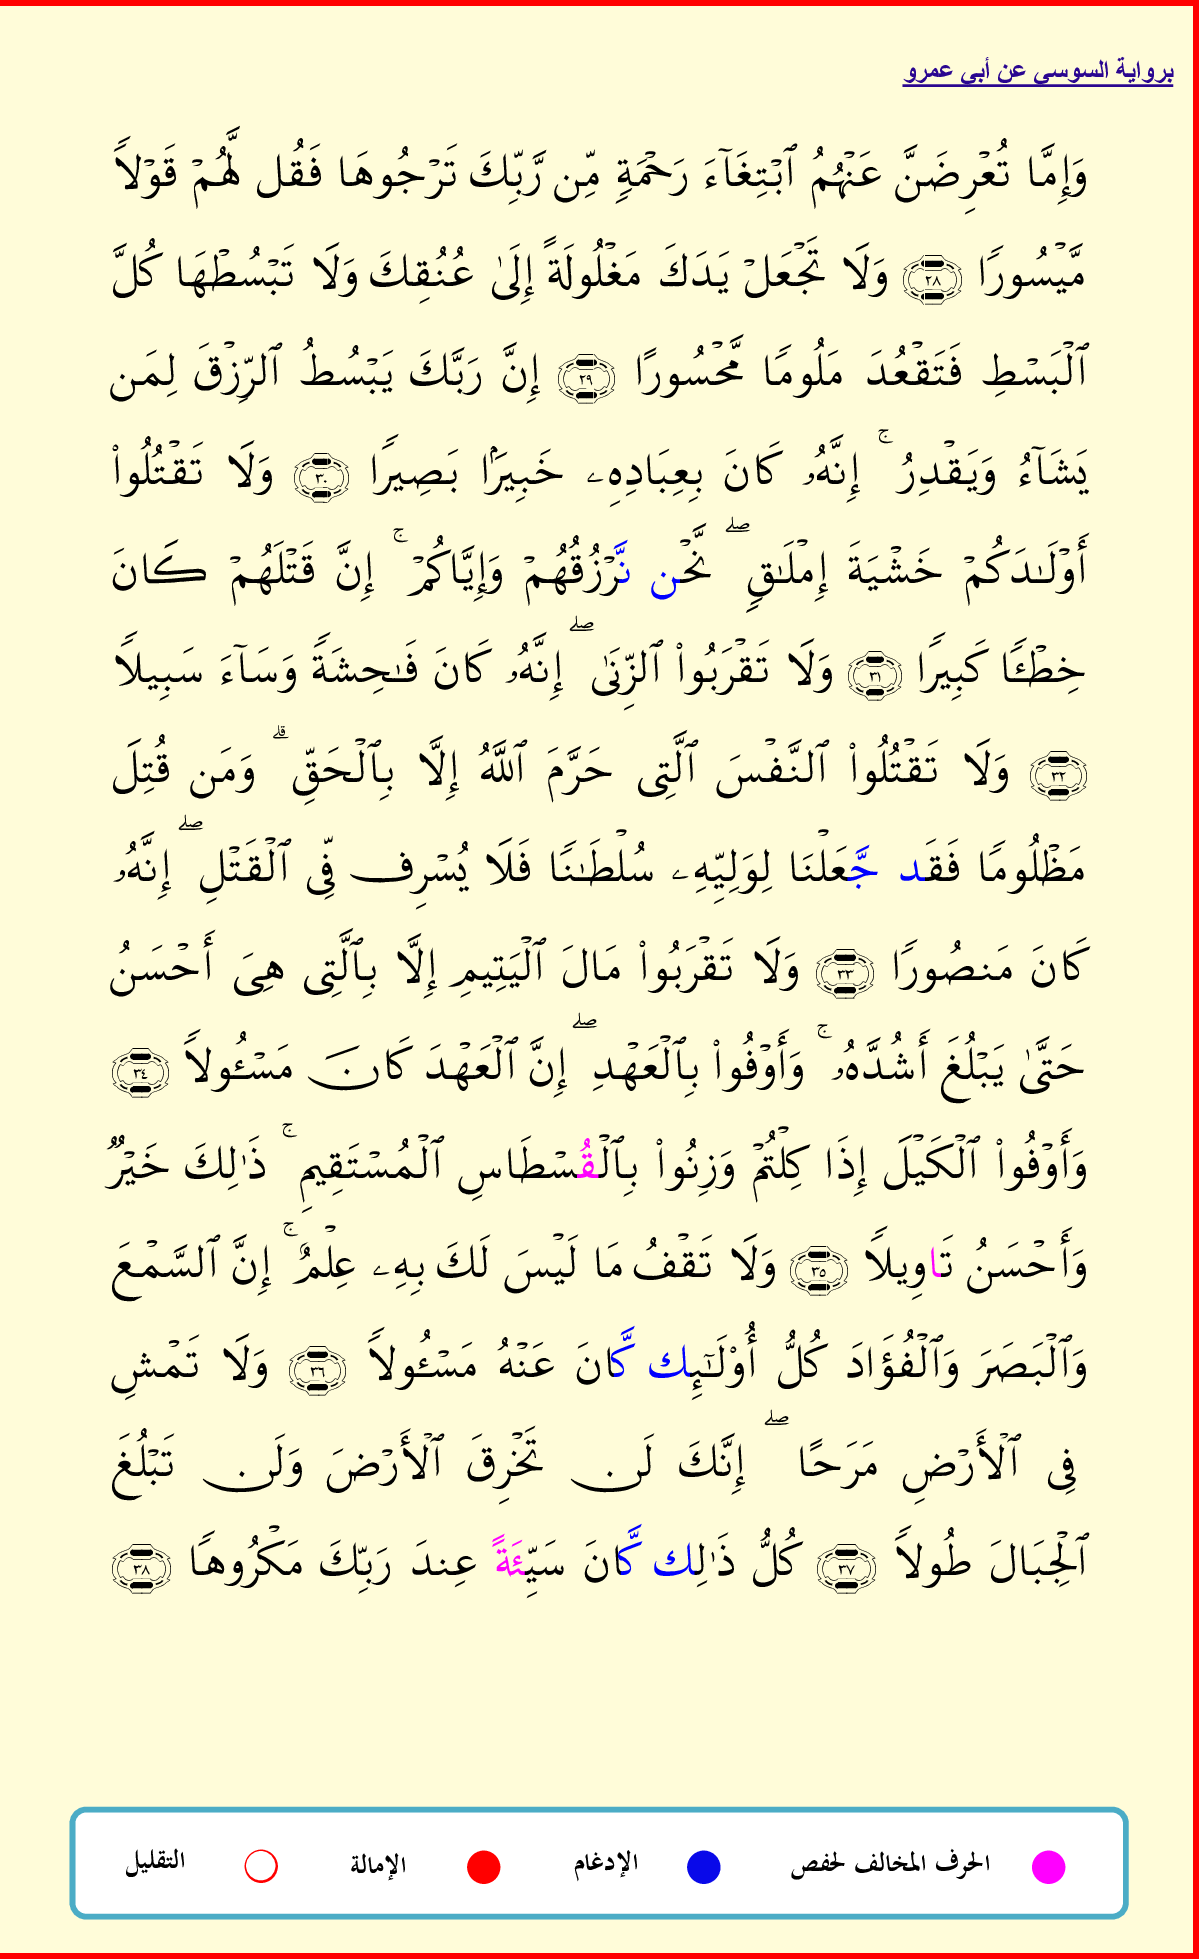 برواية السوسي عن أبي عمرو
وَإِمَّا تُعْرِضَنَّ عَنْهُمُ ٱبْتِغَآءَ رَحْمَةٍ مِّن رَّبِّكَ تَرْجُوهَا فَقُل لَّهُمْ قَوْلاً
مَّيْسُورًا ٢٨ وَلَا تَجْعَلْ يَدَكَ مَغْلُولَةً إِلَىٰ عُنُقِكَ وَلَا تَبْسُطْهَا كُلَّ
ٱلْبَسْطِ فَتَقْعُدَ مَلُومًا مَّحْسُورًا ٢٩ إِنَّ رَبَّكَ يَبْسُطُ ٱلرِّزْقَ لِمَن
يَشَآءُ وَيَقْدِرُ ۚ إِنَّهُۥ كَانَ بِعِبَادِهِۦ خَبِيرَۢا بَصِيرًا ٣٠ وَلَا تَقْتُلُوا۟
أَوْلَـٰدَكُمْ خَشْيَةَ إِمْلَـٰقٍ ۖ نَّحْن نَّرْزُقُهُمْ وَإِيَّاكُمْ ۚ إِنَّ قَتْلَهُمْ كَانَ
خِطْـًٔا كَبِيرًا ٣١ وَلَا تَقْرَبُوا۟ ٱلزِّنَىٰ ۖ إِنَّهُۥ كَانَ فَـٰحِشَةً وَسَآءَ سَبِيلاً
٣٢ وَلَا تَقْتُلُوا۟ ٱلنَّفْسَ ٱلَّتِى حَرَّمَ ٱللَّهُ إِلَّا بِٱلْحَقِّ ۗ وَمَن قُتِلَ
مَظْلُومًا فَقَد جَّعَلْنَا لِوَلِيِّهِۦ سُلْطَـٰنًا فَلَا يُسْرِف فِّى ٱلْقَتْلِ ۖ إِنَّهُۥ
كَانَ مَنصُورًا ٣٣ وَلَا تَقْرَبُوا۟ مَالَ ٱلْيَتِيمِ إِلَّا بِٱلَّتِى هِىَ أَحْسَنُ
حَتَّىٰ يَبْلُغَ أَشُدَّهُۥ ۚ وَأَوْفُوا۟ بِٱلْعَهْدِ ۖ إِنَّ ٱلْعَهْدَ كَانَ مَسْـُٔولاً ٣٤
وَأَوْفُوا۟ ٱلْكَيْلَ إِذَا كِلْتُمْ وَزِنُوا۟ بِٱلْقُسْطَاسِ ٱلْمُسْتَقِيمِ ۚ ذَٰلِكَ خَيْرٌ
وَأَحْسَنُ تَاوِيلاً ٣٥ وَلَا تَقْفُ مَا لَيْسَ لَكَ بِهِۦ عِلْمٌ ۚ إِنَّ ٱلسَّمْعَ
وَٱلْبَصَرَ وَٱلْفُؤَادَ كُلُّ أُو۟لَـٰٓئِك كَّانَ عَنْهُ مَسْـُٔولاً ٣٦ وَلَا تَمْشِ
فِى ٱلْأَرْضِ مَرَحًا ۖ إِنَّكَ لَن تَخْرِقَ ٱلْأَرْضَ وَلَن تَبْلُغَ
ٱلْجِبَالَ طُولاً ٣٧ كُلُّ ذَٰلِك كَّانَ سَيِّئَةً عِندَ رَبِّكَ مَكْرُوهًا ٣٨
الحرف المخالف لحفص الإدغام الإمالة التقليل